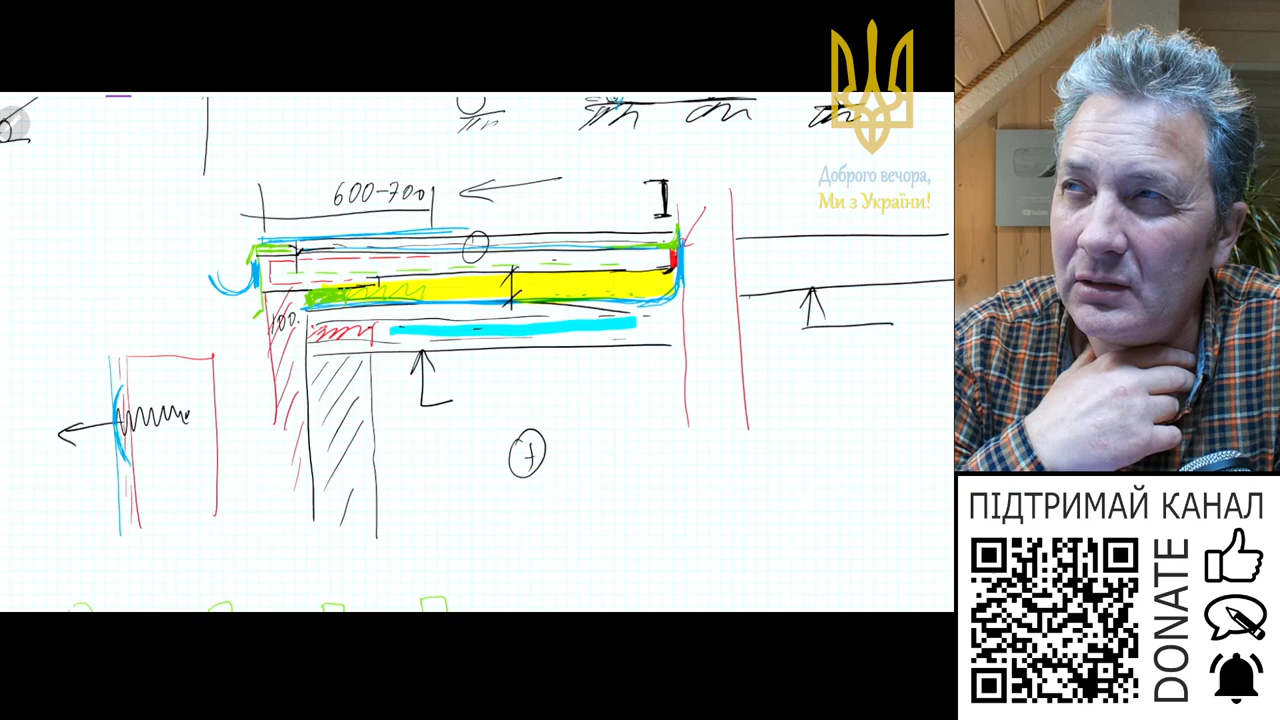 Доброго вечора,
Ми з України!
600-700
I
100.
+
ПІДТРИМАЙ КАНАЛ
DONATE